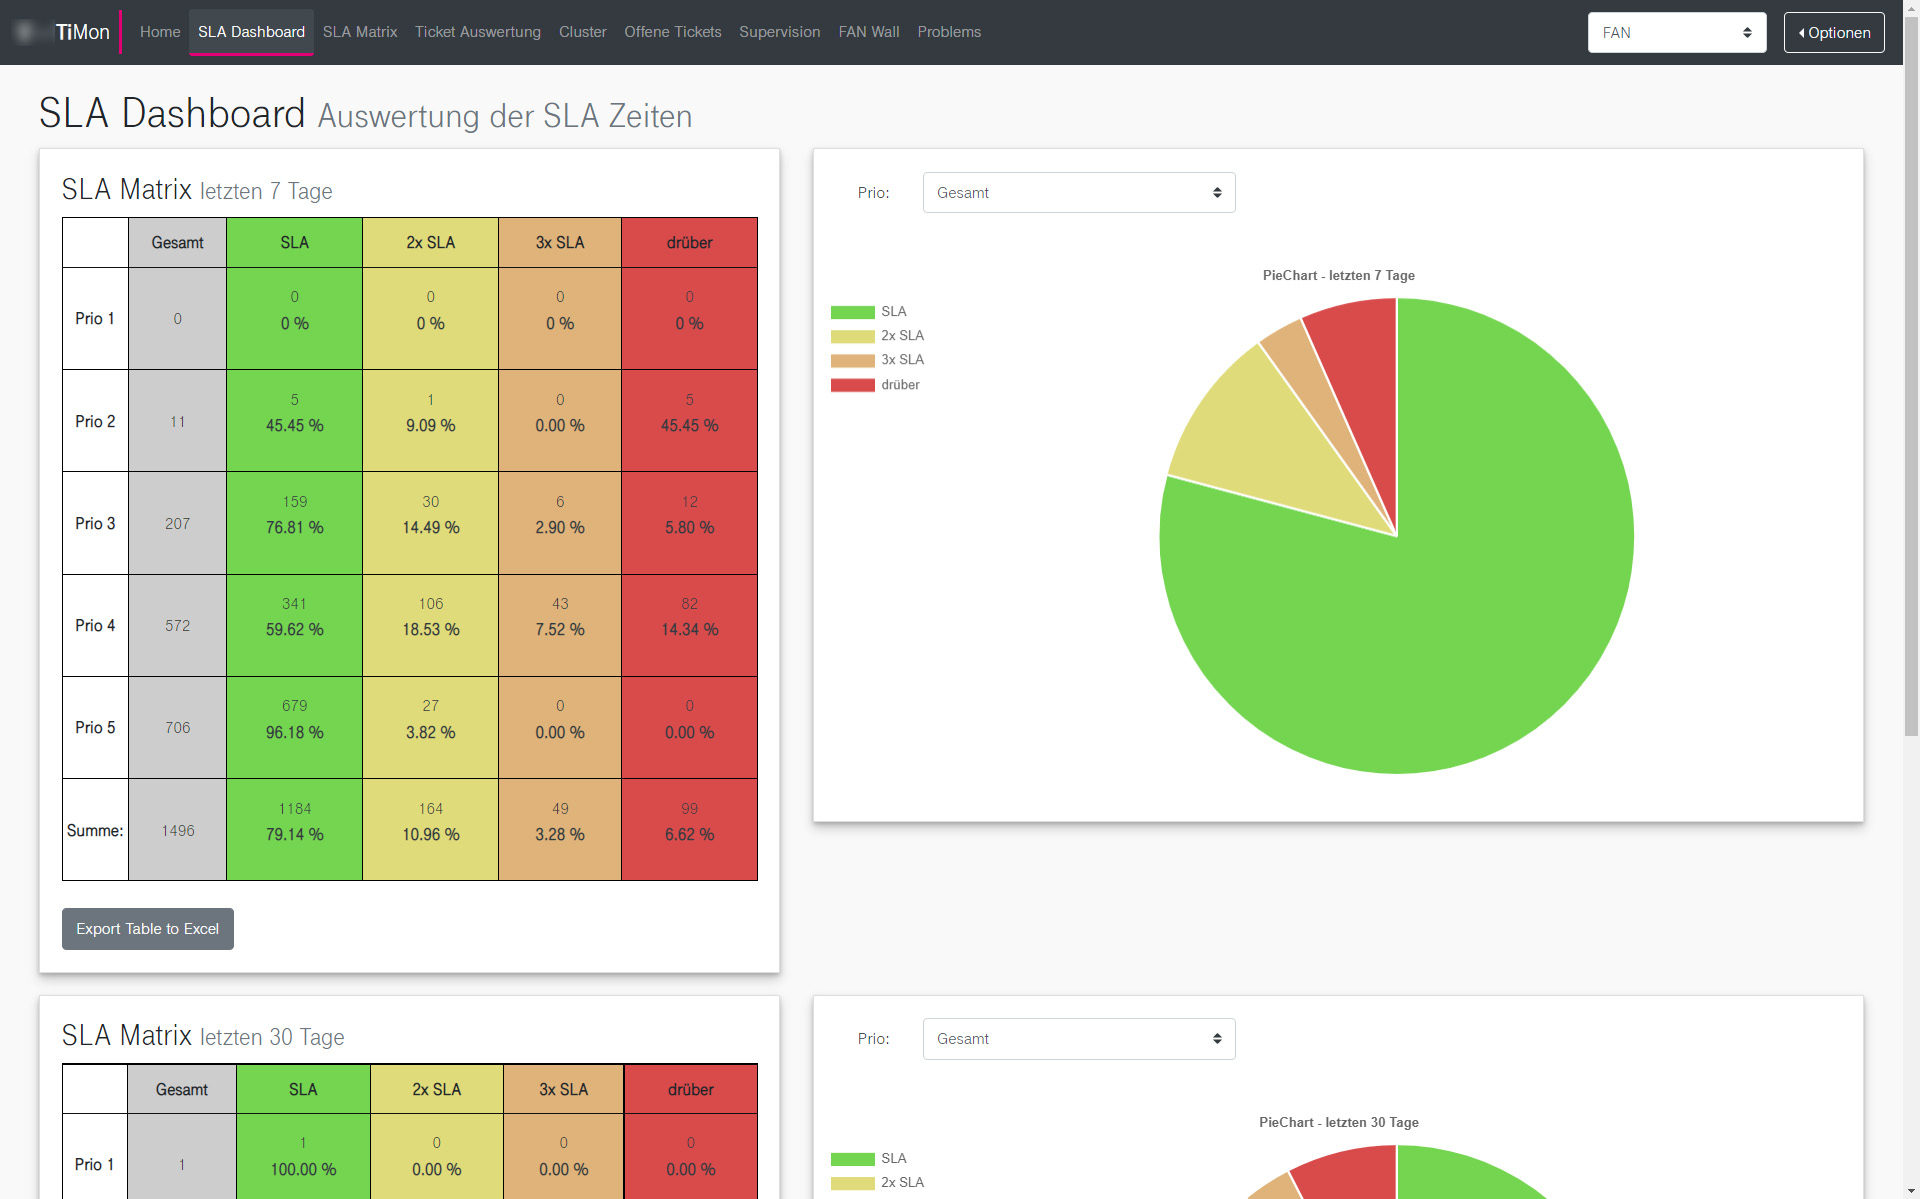 TiMon Home SLA Dashboard SLA Matrix Ticket Auswertung Cluster Offene Tickets Supervision FAN Wall Problems FAN Optionen
SLA Dashboard Auswertung der SLA Zeiten
SLA Matrix letzten 7 Tage
Gesamt SLA 2x SLA 3x SLA drüber
Prio 1 0 0 0 0 0
0 % 0 % 0 % 0 %
Prio 2 11 5 1 0 5
45.45 % 9.09 % 0.00 % 45.45 %
Prio 3 207 159 30 6 12
76.81 % 14.49 % 2.90 % 5.80 %
Prio 4 572 341 106 43 82
59.62 % 18.53 % 7.52 % 14.34 %
Prio 5 706 679 27 0 0
96.18 % 3.82 % 0.00 % 0.00 %
Summe: 1496 1184 164 49 99
79.14 % 10.96 % 3.28 % 6.62 %
Export Table to Excel
Prio: Gesamt
PieChart - letzten 7 Tage
SLA
2x SLA
3x SLA
drüber
SLA Matrix letzten 30 Tage
Gesamt SLA 2x SLA 3x SLA drüber
Prio 1 1 1 0 0 0
100.00 % 0.00 % 0.00 % 0.00 %
Prio: Gesamt
PieChart - letzten 30 Tage
SLA
2x SLA